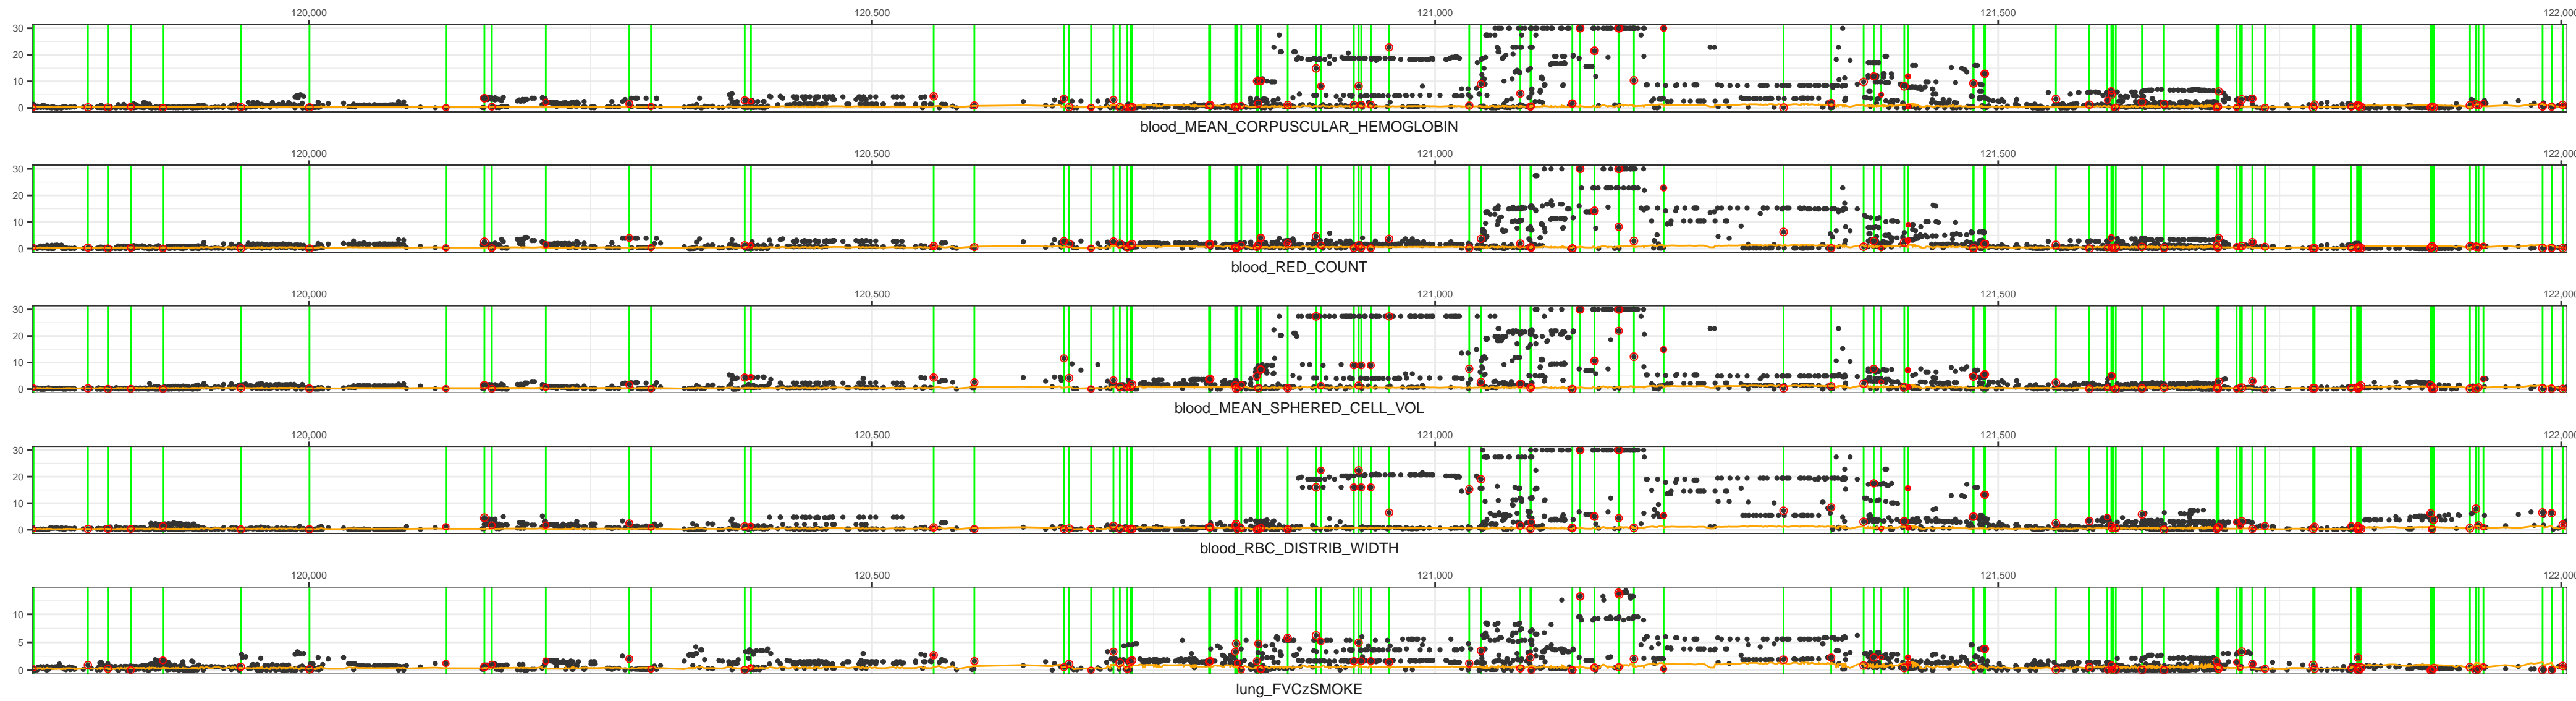 120,000 120,500 121,000 121,500 122,000
30
20
10
0
blood_MEAN_CORPUSCULAR_HEMOGLOBIN
120,000 120,500 121,000 121,500 122,000
30
20
10
0
blood_RED_COUNT
120,000 120,500 121,000 121,500 122,000
30
20
10
0
blood_MEAN_SPHERED_CELL_VOL
120,000 120,500 121,000 121,500 122,000
30
20
10
0
blood_RBC_DISTRIB_WIDTH
120,000 120,500 121,000 121,500 122,000
10
5
0
lung_FVCzSMOKE